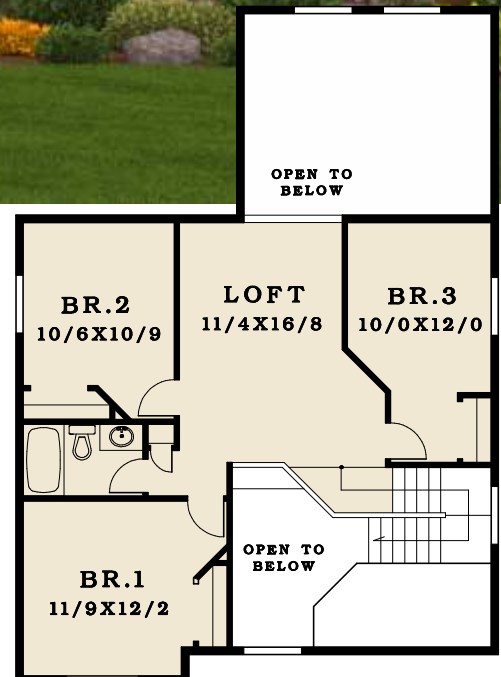 OPEN TO
BELOW
BR.2
10/6X10/9
LOFT
11/4X16/8
BR.3
10/0X12/0
OPEN TO
BELOW
BR.1
11/9X12/2